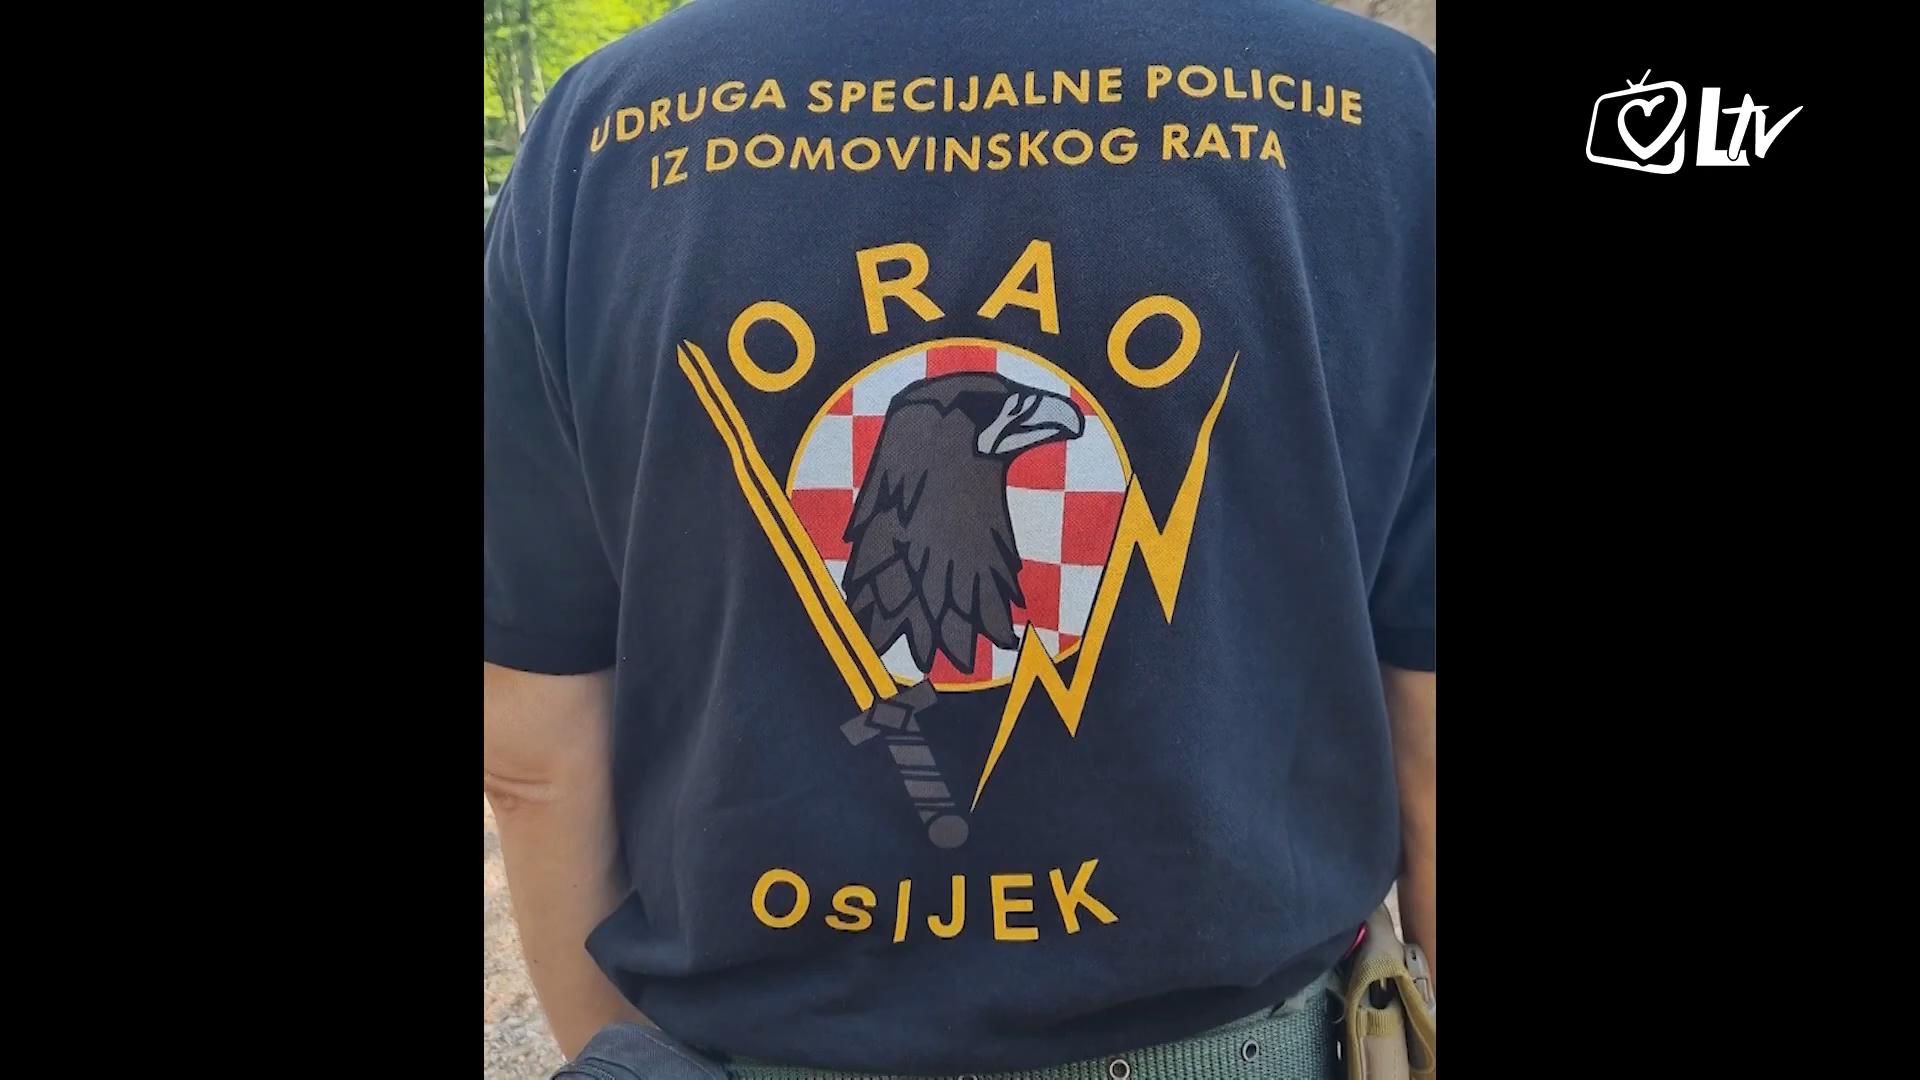 UDRUGA SPECIJALNE POLICIJE
IZ DOMOVINSKOG RATA
ORAO
OSIJEK
LTV